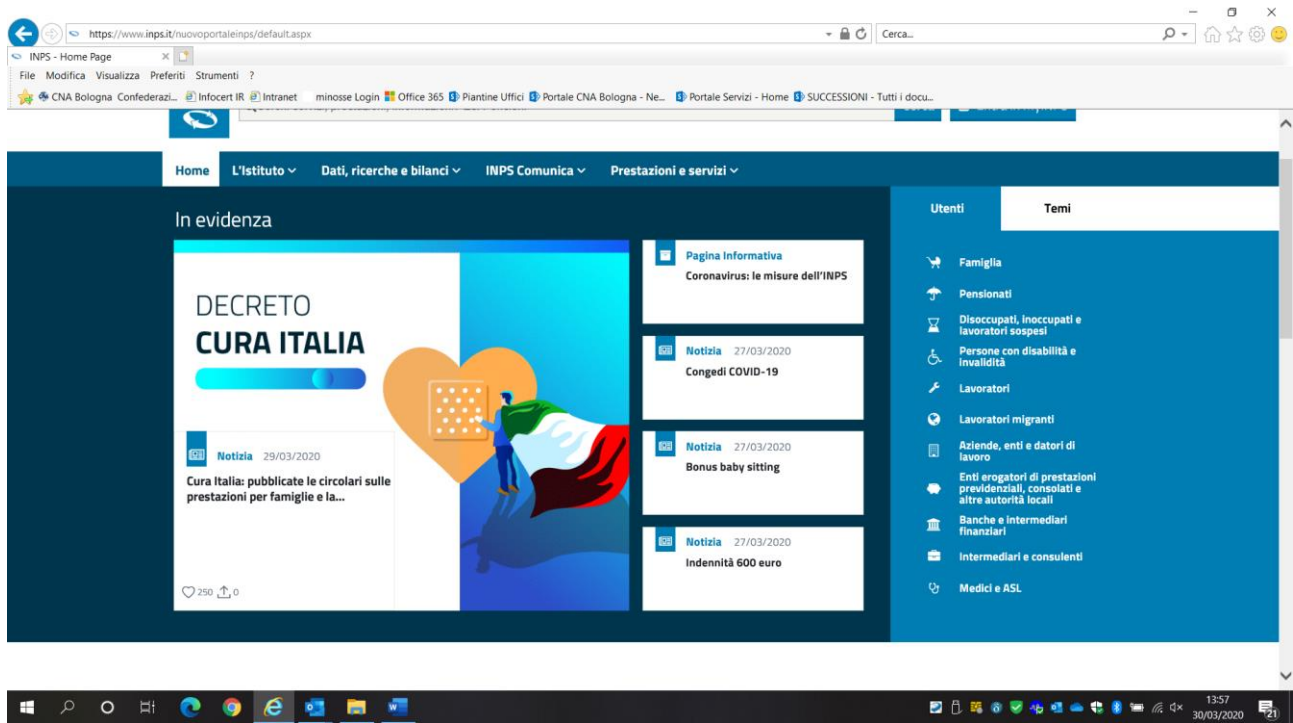 https://www.inps.it/nuovoportaleinps/default.aspx
Cerca...
INPS - Home Page
File Modifica Visualizza Preferiti Strumenti ?
CNA Bologna Confederazi... Infocert IR Intranet minosse Login Office 365 Piantine Uffici Portale CNA Bologna - Ne... Portale Servizi - Home SUCCESSIONI - Tutti i docu...
Home L'Istituto Dati, ricerche e bilanci INPS Comunica Prestazioni e servizi
In evidenza
DECRETO
CURA ITALIA
Notizia 29/03/2020
Cura Italia: pubblicate le circolari sulle
prestazioni per famiglie e la...
250 0
Pagina Informativa
Coronavirus: le misure dell'INPS
Notizia 27/03/2020
Congedi COVID-19
Notizia 27/03/2020
Bonus baby sitting
Notizia 27/03/2020
Indennità 600 euro
Utenti Temi
Famiglia
Pensionati
Disoccupati, inoccupati e
lavoratori sospesi
Persone con disabilità e
invalidità
Lavoratori
Lavoratori migranti
Aziende, enti e datori di
lavoro
Enti erogatori di prestazioni
previdenziali, consolati e
altre autorità locali
Banche e intermediari
finanziari
Intermediari e consulenti
Medici e ASL
13:57
30/03/2020
21